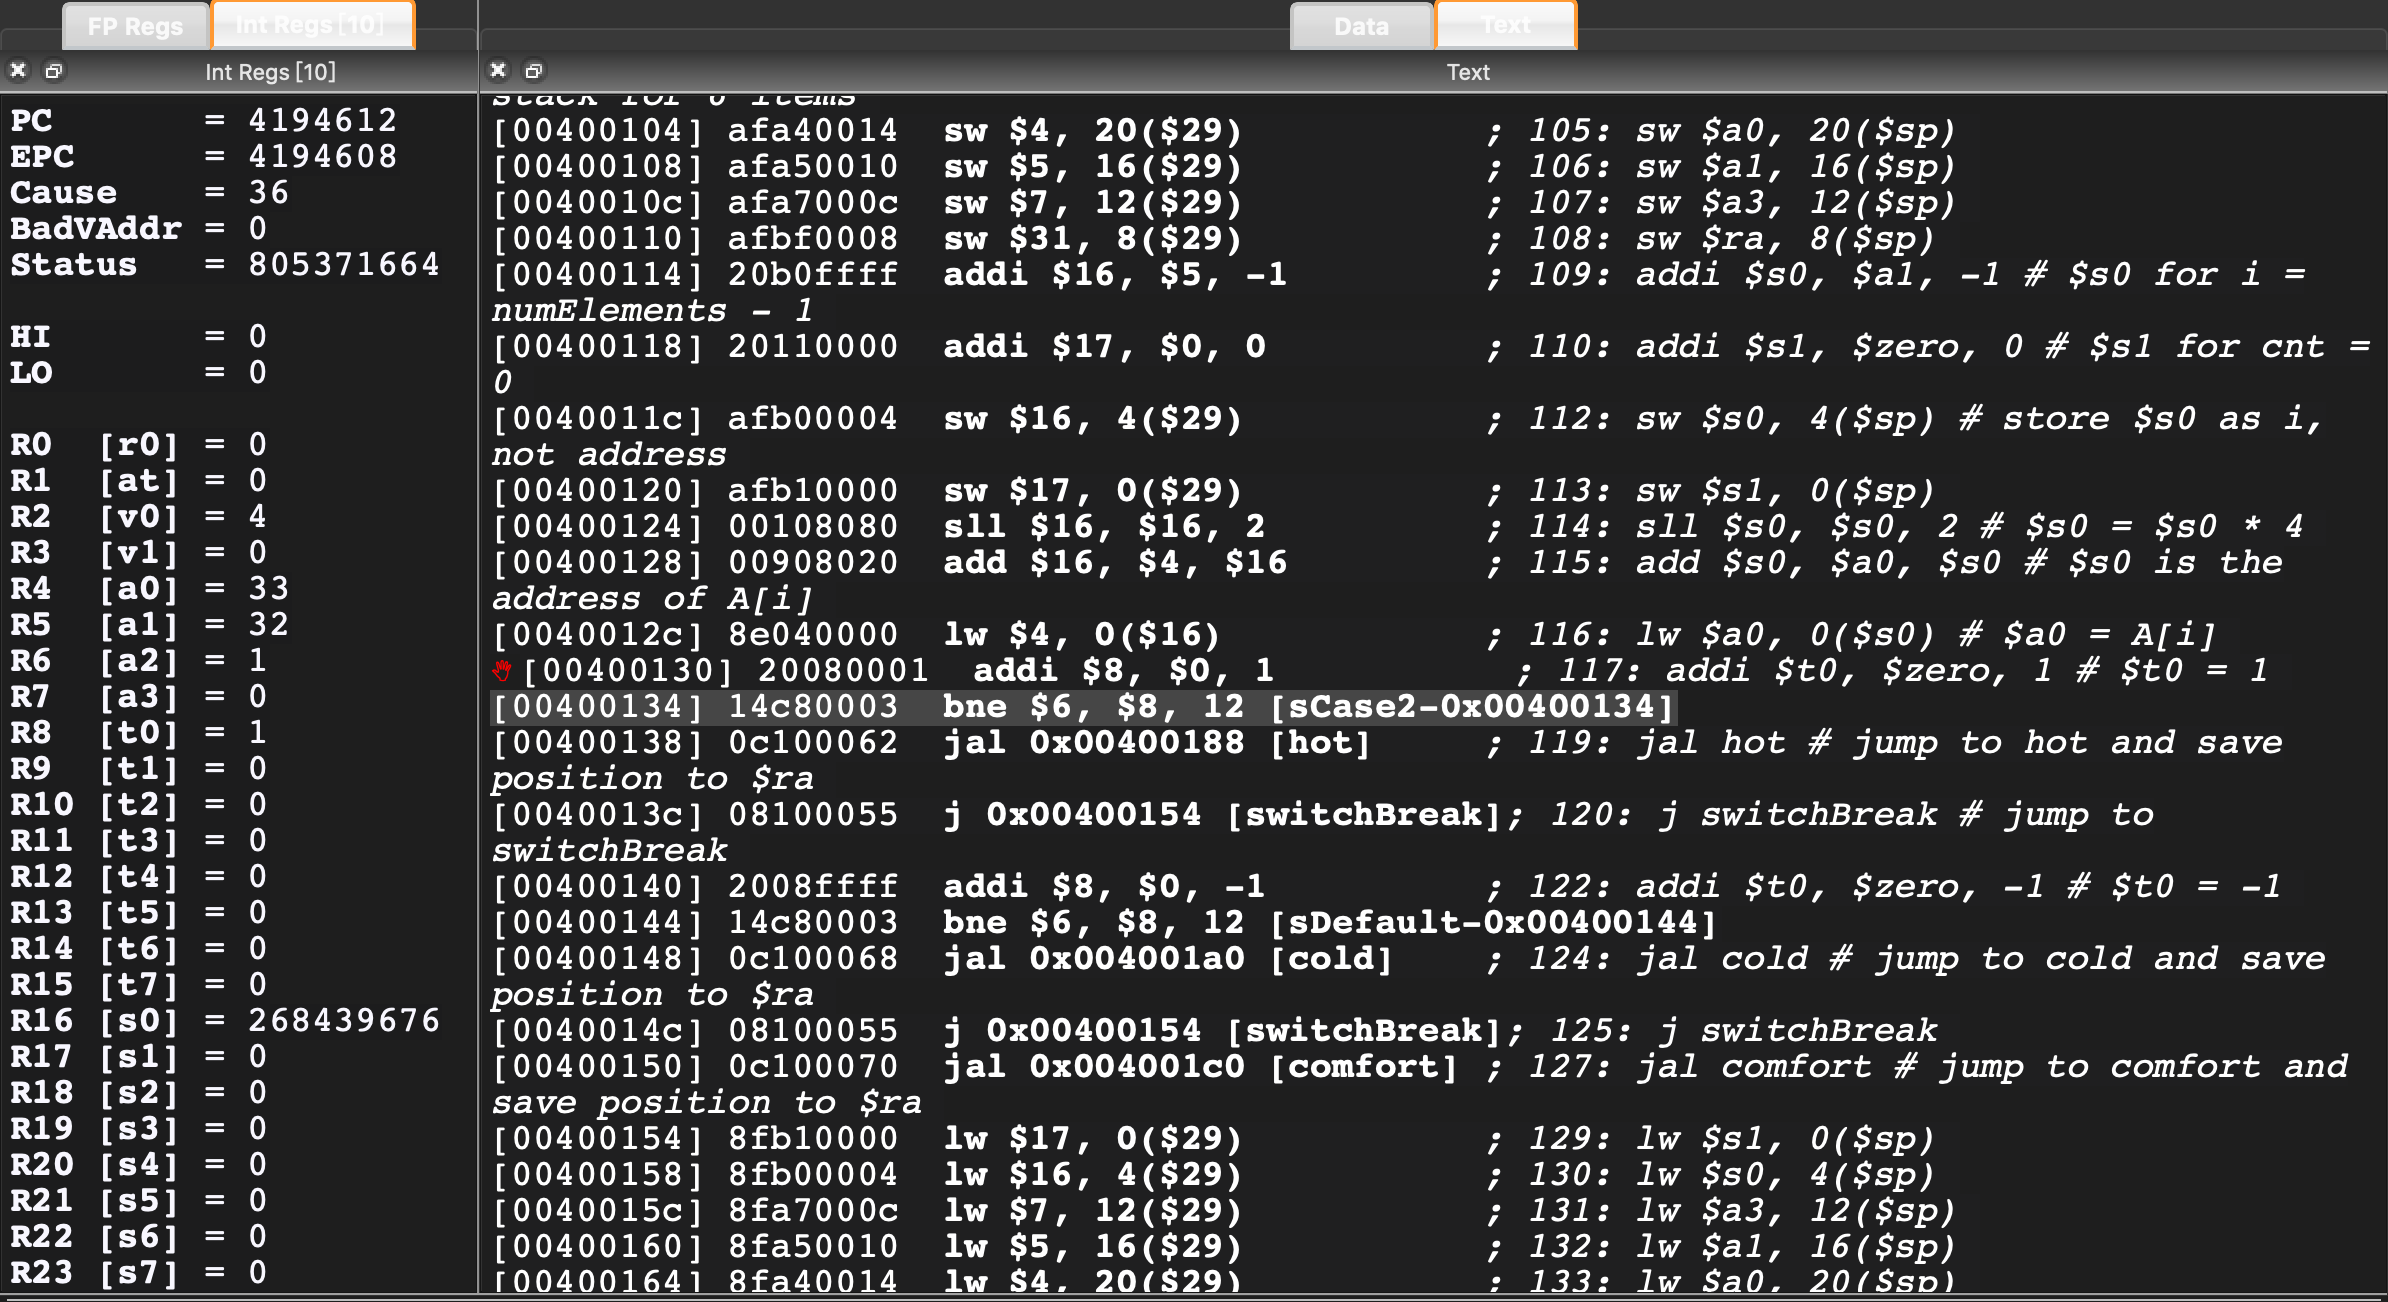 FP Regs
Int Regs [10]
Data
Text
Int Regs [10]
Text
PC = 4194612
EPC = 4194608
Cause = 36
BadVAddr = 0
Status = 805371664
HI = 0
LO = 0
R0 [r0] = 0
R1 [at] = 0
R2 [v0] = 4
R3 [v1] = 0
R4 [a0] = 33
R5 [a1] = 32
R6 [a2] = 1
R7 [a3] = 0
R8 [t0] = 1
R9 [t1] = 0
R10 [t2] = 0
R11 [t3] = 0
R12 [t4] = 0
R13 [t5] = 0
R14 [t6] = 0
R15 [t7] = 0
R16 [s0] = 268439676
R17 [s1] = 0
R18 [s2] = 0
R19 [s3] = 0
R20 [s4] = 0
R21 [s5] = 0
R22 [s6] = 0
R23 [s7] = 0
stack for 6 items
[00400104] afa40014 sw $4, 20($29) ; 105: sw $a0, 20($sp)
[00400108] afa50010 sw $5, 16($29) ; 106: sw $a1, 16($sp)
[0040010c] afa7000c sw $7, 12($29) ; 107: sw $a3, 12($sp)
[00400110] afbf0008 sw $31, 8($29) ; 108: sw $ra, 8($sp)
[00400114] 20b0ffff addi $16, $5, -1 ; 109: addi $s0, $a1, -1 # $s0 for i =
numElements - 1
[00400118] 20110000 addi $17, $0, 0 ; 110: addi $s1, $zero, 0 # $s1 for cnt =
0
[0040011c] afb00004 sw $16, 4($29) ; 112: sw $s0, 4($sp) # store $s0 as i,
not address
[00400120] afb10000 sw $17, 0($29) ; 113: sw $s1, 0($sp)
[00400124] 00108080 sll $16, $16, 2 ; 114: sll $s0, $s0, 2 # $s0 = $s0 * 4
[00400128] 00908020 add $16, $4, $16 ; 115: add $s0, $a0, $s0 # $s0 is the
address of A[i]
[0040012c] 8e040000 lw $4, 0($16) ; 116: lw $a0, 0($s0) # $a0 = A[i]
[00400130] 20080001 addi $8, $0, 1 ; 117: addi $t0, $zero, 1 # $t0 = 1
[00400134] 14c80003 bne $6, $8, 12 [sCase2-0x00400134]
[00400138] 0c100062 jal 0x00400188 [hot] ; 119: jal hot # jump to hot and save
position to $ra
[0040013c] 08100055 j 0x00400154 [switchBreak]; 120: j switchBreak # jump to
switchBreak
[00400140] 2008ffff addi $8, $0, -1 ; 122: addi $t0, $zero, -1 # $t0 = -1
[00400144] 14c80003 bne $6, $8, 12 [sDefault-0x00400144]
[00400148] 0c100068 jal 0x004001a0 [cold] ; 124: jal cold # jump to cold and save
position to $ra
[0040014c] 08100055 j 0x00400154 [switchBreak]; 125: j switchBreak
[00400150] 0c100070 jal 0x004001c0 [comfort] ; 127: jal comfort # jump to comfort and
save position to $ra
[00400154] 8fb10000 lw $17, 0($29) ; 129: lw $s1, 0($sp)
[00400158] 8fb00004 lw $16, 4($29) ; 130: lw $s0, 4($sp)
[0040015c] 8fa7000c lw $7, 12($29) ; 131: lw $a3, 12($sp)
[00400160] 8fa50010 lw $5, 16($29) ; 132: lw $a1, 16($sp)
[00400164] 8fa40014 lw $4, 20($29) ; 133: lw $a0, 20($sp)